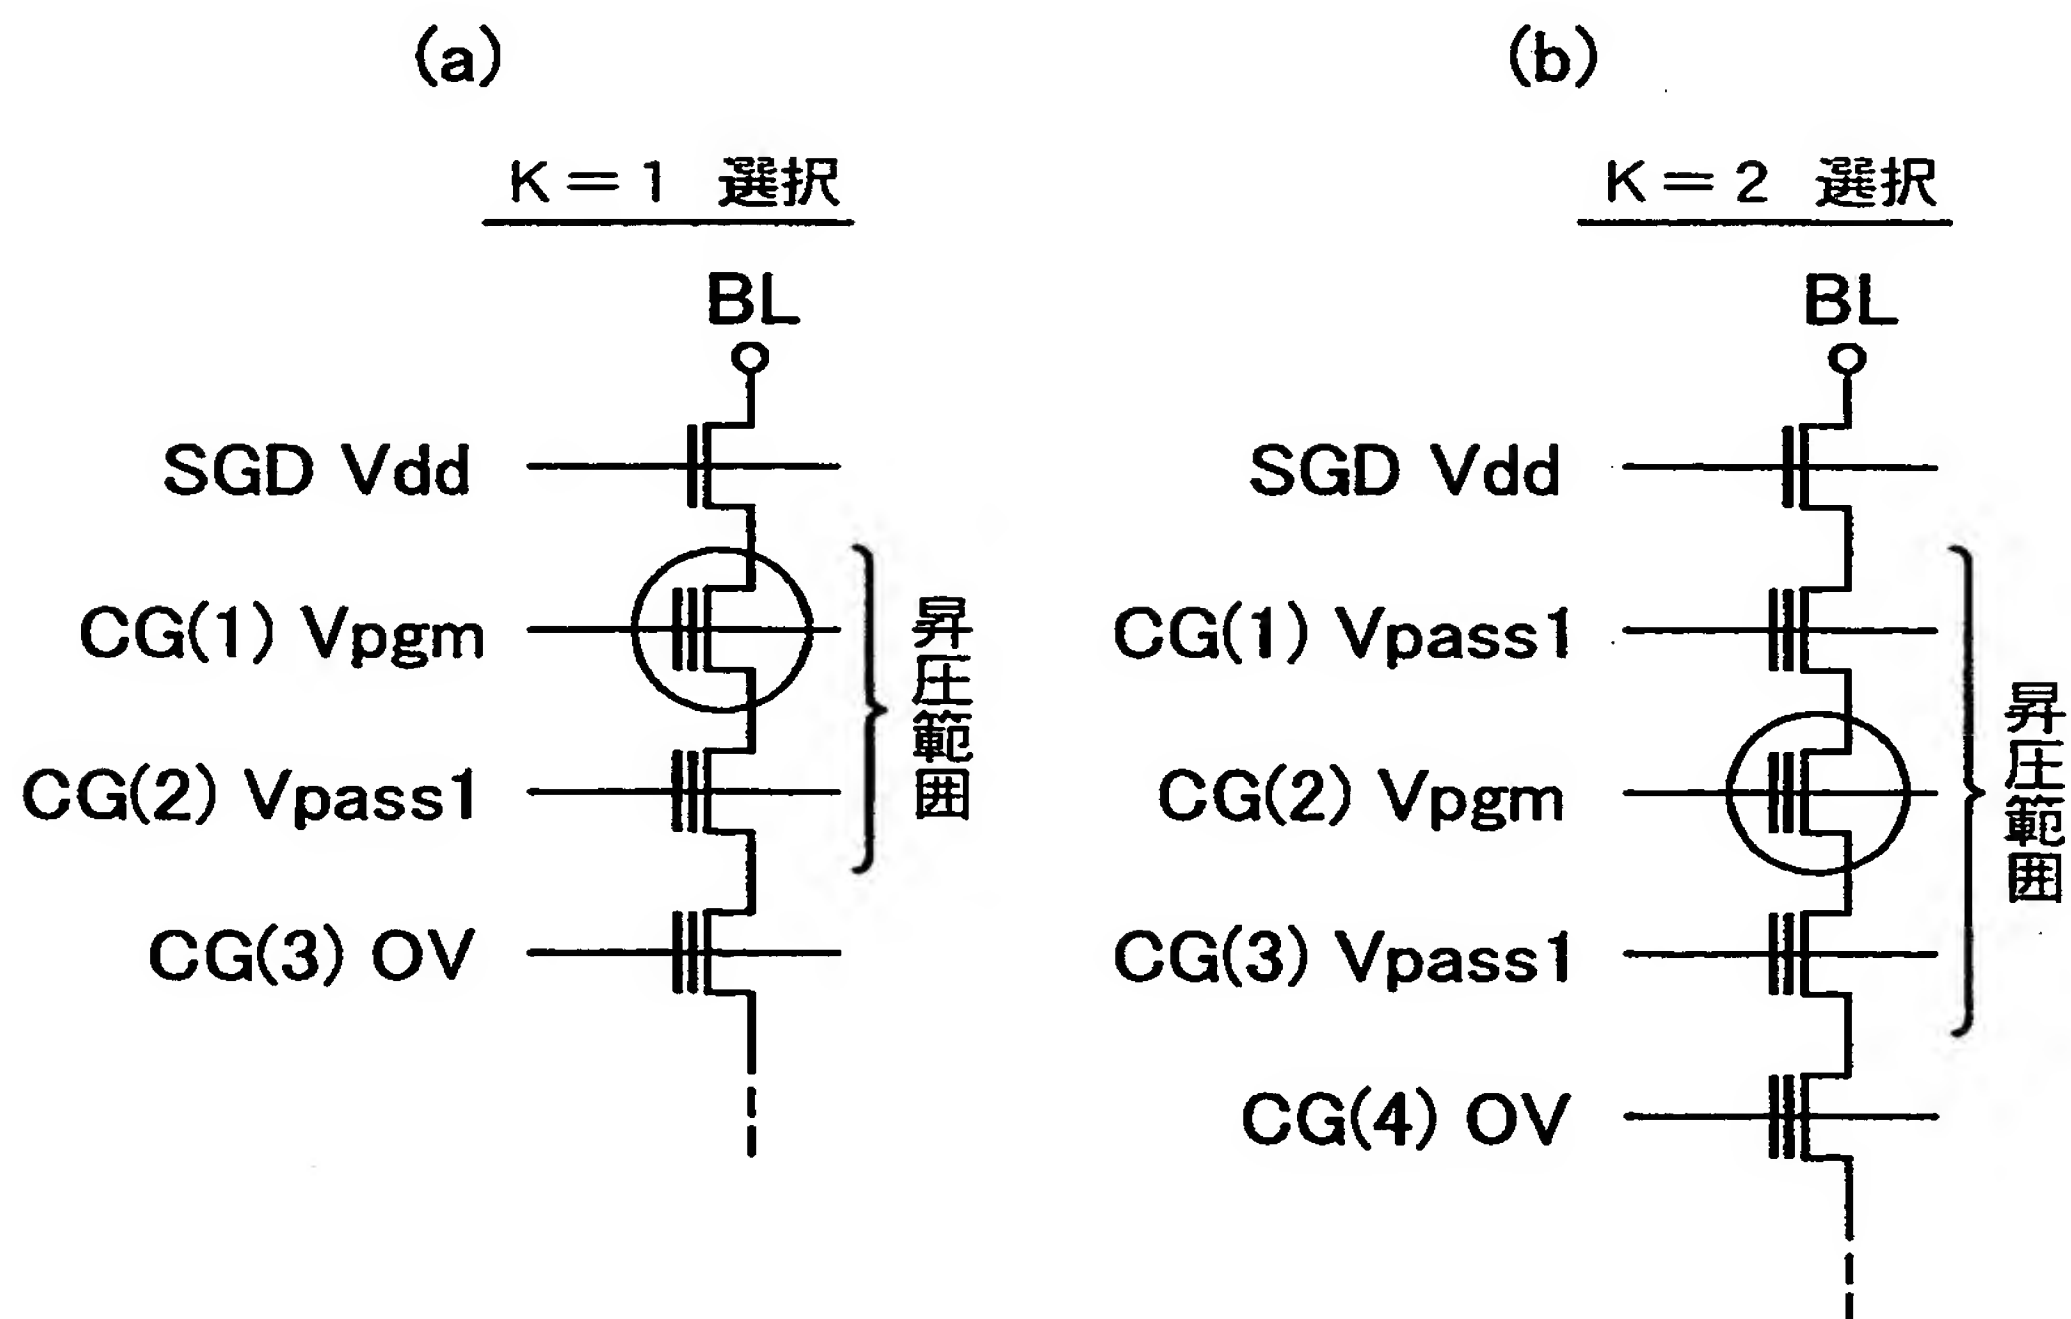 (a)
K=1 選択
BL
SGD Vdd
CG(1) Vpgm
CG(2) Vpass1
CG(3) 0V
昇圧範囲
(b)
K=2 選択
BL
SGD Vdd
CG(1) Vpass1
CG(2) Vpgm
CG(3) Vpass1
CG(4) 0V
昇圧範囲